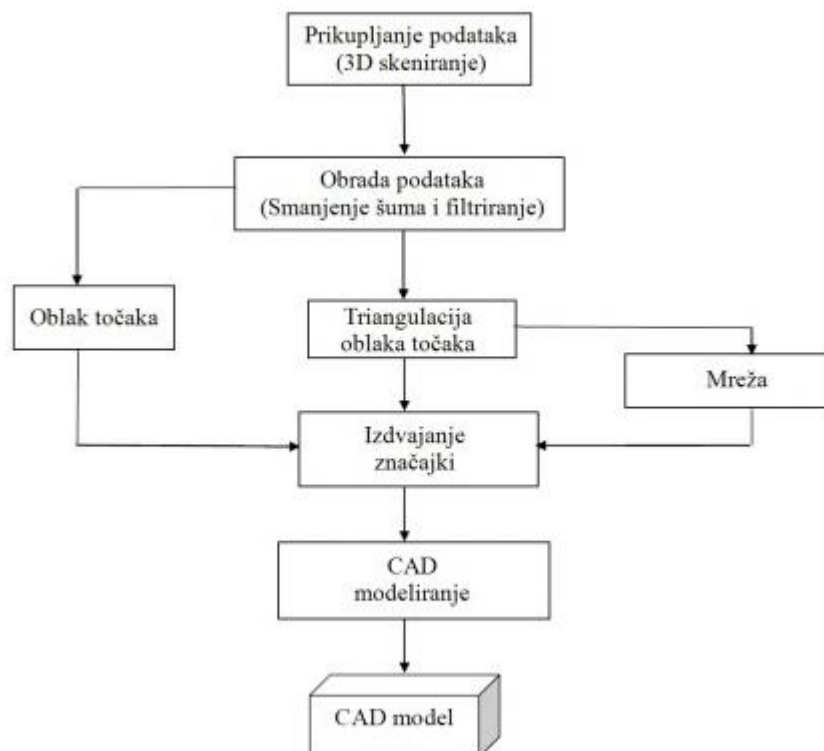 Prikupljanje podataka
(3D skeniranje)
Obrada podataka
(Smanjenje šuma i filtriranje)
Oblak točaka
Triangulacija
oblaka točaka
Mreža
Izdvajanje
značajki
CAD
modeliranje
CAD model